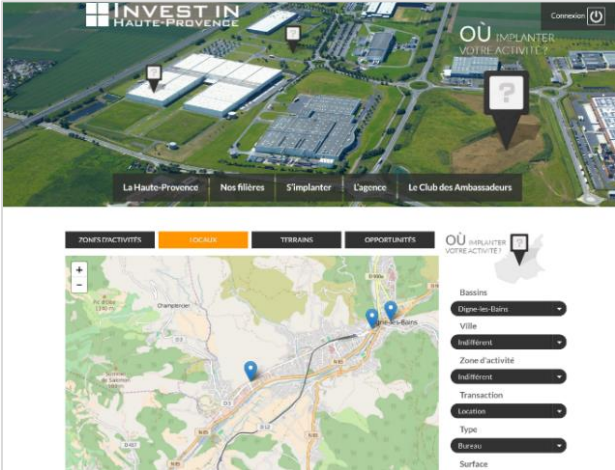 INVEST IN
HAUTE-PROVENCE
Connexion
OÙ IMPLANTER
VOTRE ACTIVITÉ?
?
?
?
La Haute-Provence
Nos filières
S'implanter
L'agence
Le Club des Ambassadeurs
ZONES D'ACTIVITÉS
LOCAUX
TERRAINS
OPPORTUNITÉS
OÙ IMPLANTER
VOTRE ACTIVITÉ ?
?
+
-
Champtercier
Digne-les-Bains
Bassins
Digne-les-Bains
Ville
Indifférent
Zone d'activité
Indifférent
Transaction
Location
Type
Bureau
Surface